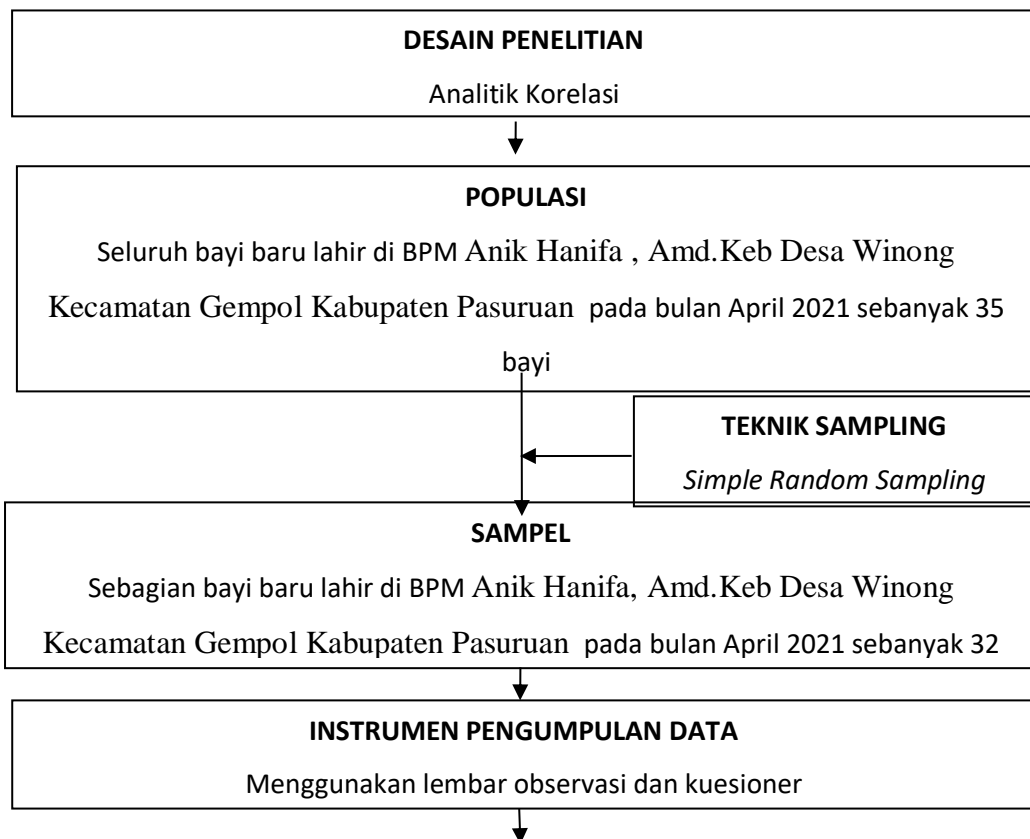 DESAIN PENELITIAN
Analitik Korelasi
POPULASI
Seluruh bayi baru lahir di BPM Anik Hanifa , Amd.Keb Desa Winong
Kecamatan Gempol Kabupaten Pasuruan pada bulan April 2021 sebanyak 35
bayi
TEKNIK SAMPLING
Simple Random Sampling
SAMPEL
Sebagian bayi baru lahir di BPM Anik Hanifa, Amd.Keb Desa Winong
Kecamatan Gempol Kabupaten Pasuruan pada bulan April 2021 sebanyak 32
INSTRUMEN PENGUMPULAN DATA
Menggunakan lembar observasi dan kuesioner